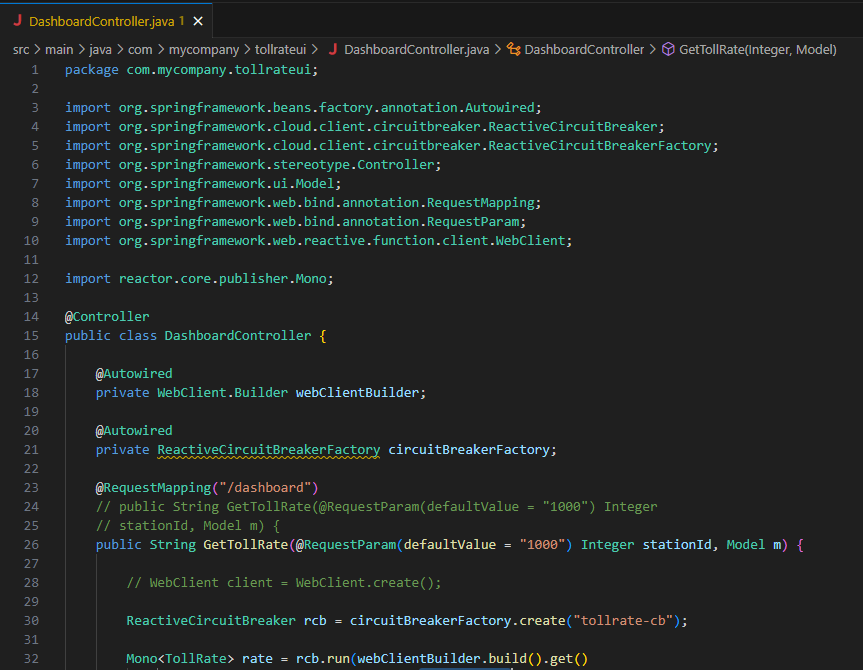 J DashboardController.java 1 ×
src > main > java > com > mycompany > tollrateui > J DashboardController.java > DashboardController > GetTollRate(Integer, Model)
1 package com.mycompany.tollrateui;
2
3 import org.springframework.beans.factory.annotation.Autowired;
4 import org.springframework.cloud.client.circuitbreaker.ReactiveCircuitBreaker;
5 import org.springframework.cloud.client.circuitbreaker.ReactiveCircuitBreakerFactory;
6 import org.springframework.stereotype.Controller;
7 import org.springframework.ui.Model;
8 import org.springframework.web.bind.annotation.RequestMapping;
9 import org.springframework.web.bind.annotation.RequestParam;
10 import org.springframework.web.reactive.function.client.WebClient;
11
12 import reactor.core.publisher.Mono;
13
14 @Controller
15 public class DashboardController {
16
17     @Autowired
18     private WebClient.Builder webClientBuilder;
19
20     @Autowired
21     private ReactiveCircuitBreakerFactory circuitBreakerFactory;
22
23     @RequestMapping("/dashboard")
24     // public String GetTollRate(@RequestParam(defaultValue = "1000") Integer
25     // stationId, Model m) {
26     public String GetTollRate(@RequestParam(defaultValue = "1000") Integer stationId, Model m) {
27
28         // WebClient client = WebClient.create();
29
30         ReactiveCircuitBreaker rcb = circuitBreakerFactory.create("tollrate-cb");
31
32         Mono<TollRate> rate = rcb.run(webClientBuilder.build().get()